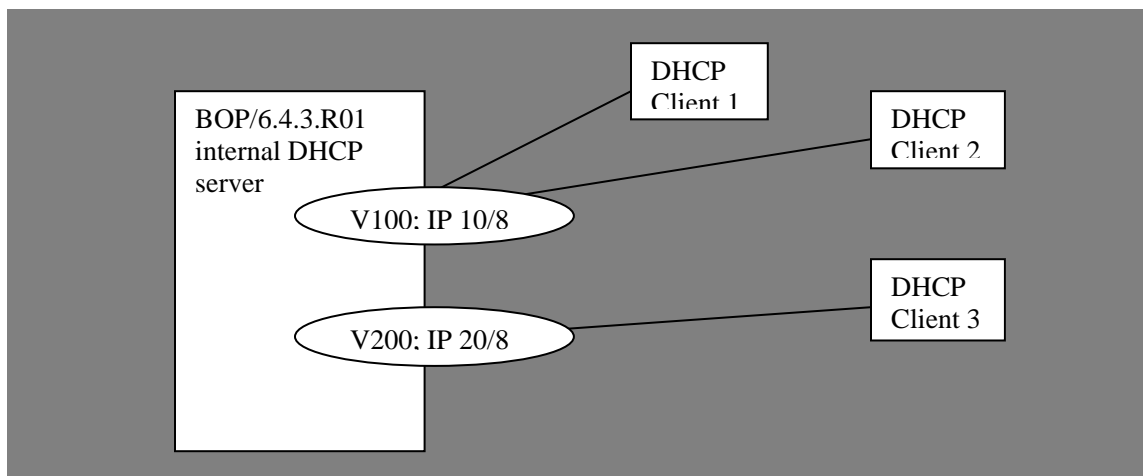 BOP/6.4.3.R01
internal DHCP
server
DHCP
Client 1
DHCP
Client 2
V100; IP 10/8
DHCP
Client 3
V200; IP 20/8